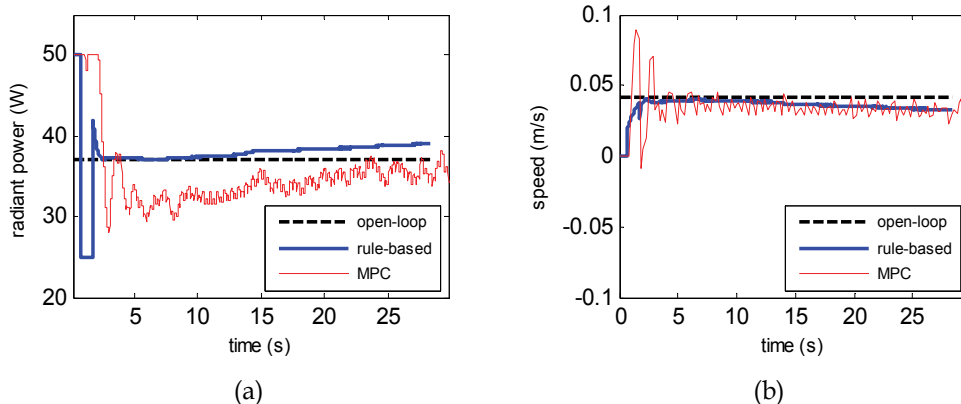 50
40
30
20
0
5
10
15
20
25
radiant power (W)
time (s)
open-loop
rule-based
MPC
(a)
0.1
0.05
0
-0.05
-0.1
0
5
10
15
20
25
speed (m/s)
time (s)
open-loop
rule-based
MPC
(b)